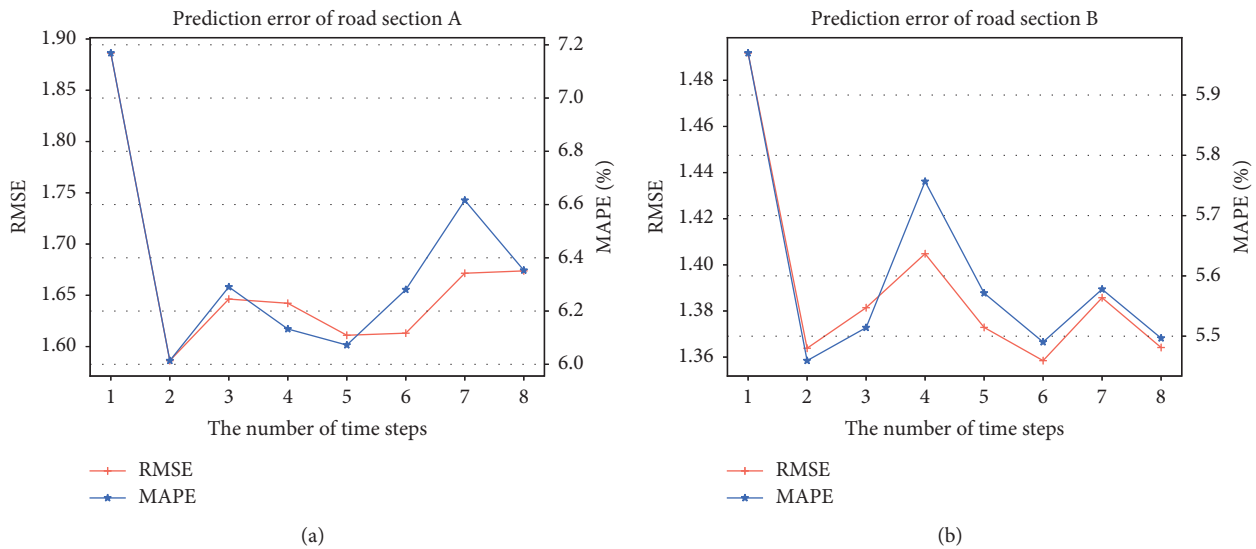 Prediction error of road section A
1.90
1.85
1.80
1.75
1.70
1.65
1.60
RMSE
7.2
7.0
6.8
6.6
6.4
6.2
6.0
MAPE (%)
1 2 3 4 5 6 7 8
The number of time steps
RMSE
MAPE
(a)
Prediction error of road section B
1.48
1.46
1.44
1.42
1.40
1.38
1.36
RMSE
5.9
5.8
5.7
5.6
5.5
MAPE (%)
1 2 3 4 5 6 7 8
The number of time steps
RMSE
MAPE
(b)